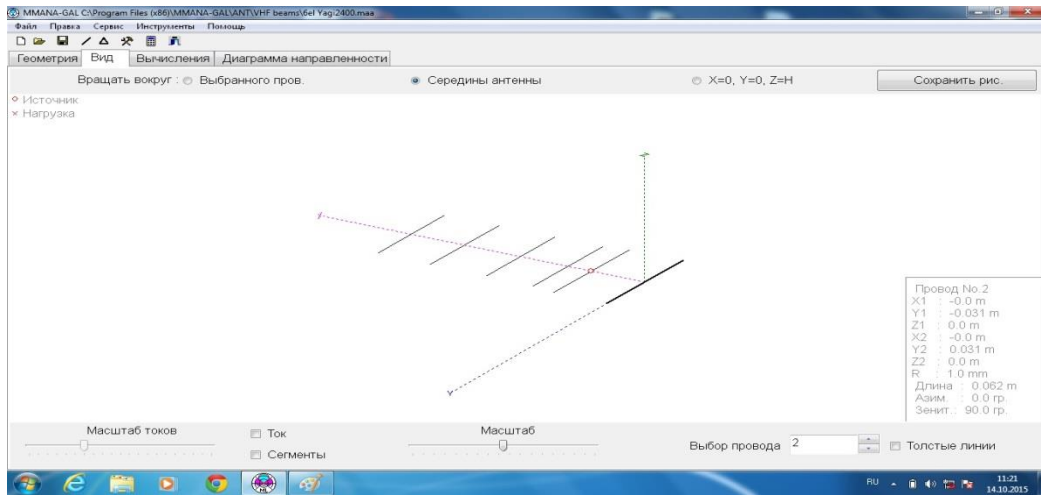 MMANA-GAL C:\Program Files (x86)\MMANA-GAL\ANT\VHF beams\6el Yagi2400.maa
Файл Правка Сервис Инструменты Помощь
Геометрия Вид Вычисления Диаграмма направленности
Вращать вокруг : Выбранного пров. Середины антенны X=0, Y=0, Z=H Сохранить рис.
Источник
Нагрузка
Z
X
Y
Провод No.2
X1 : -0.0 m
Y1 : -0.031 m
Z1 : 0.0 m
X2 : -0.0 m
Y2 : 0.031 m
Z2 : 0.0 m
R : 1.0 mm
Длина : 0.062 m
Азим. : 0.0 гр.
Зенит.: 90.0 гр.
Масштаб токов Ток Масштаб
Сегменты Выбор провода 2 Толстые линии
RU 11:21
14.10.2015